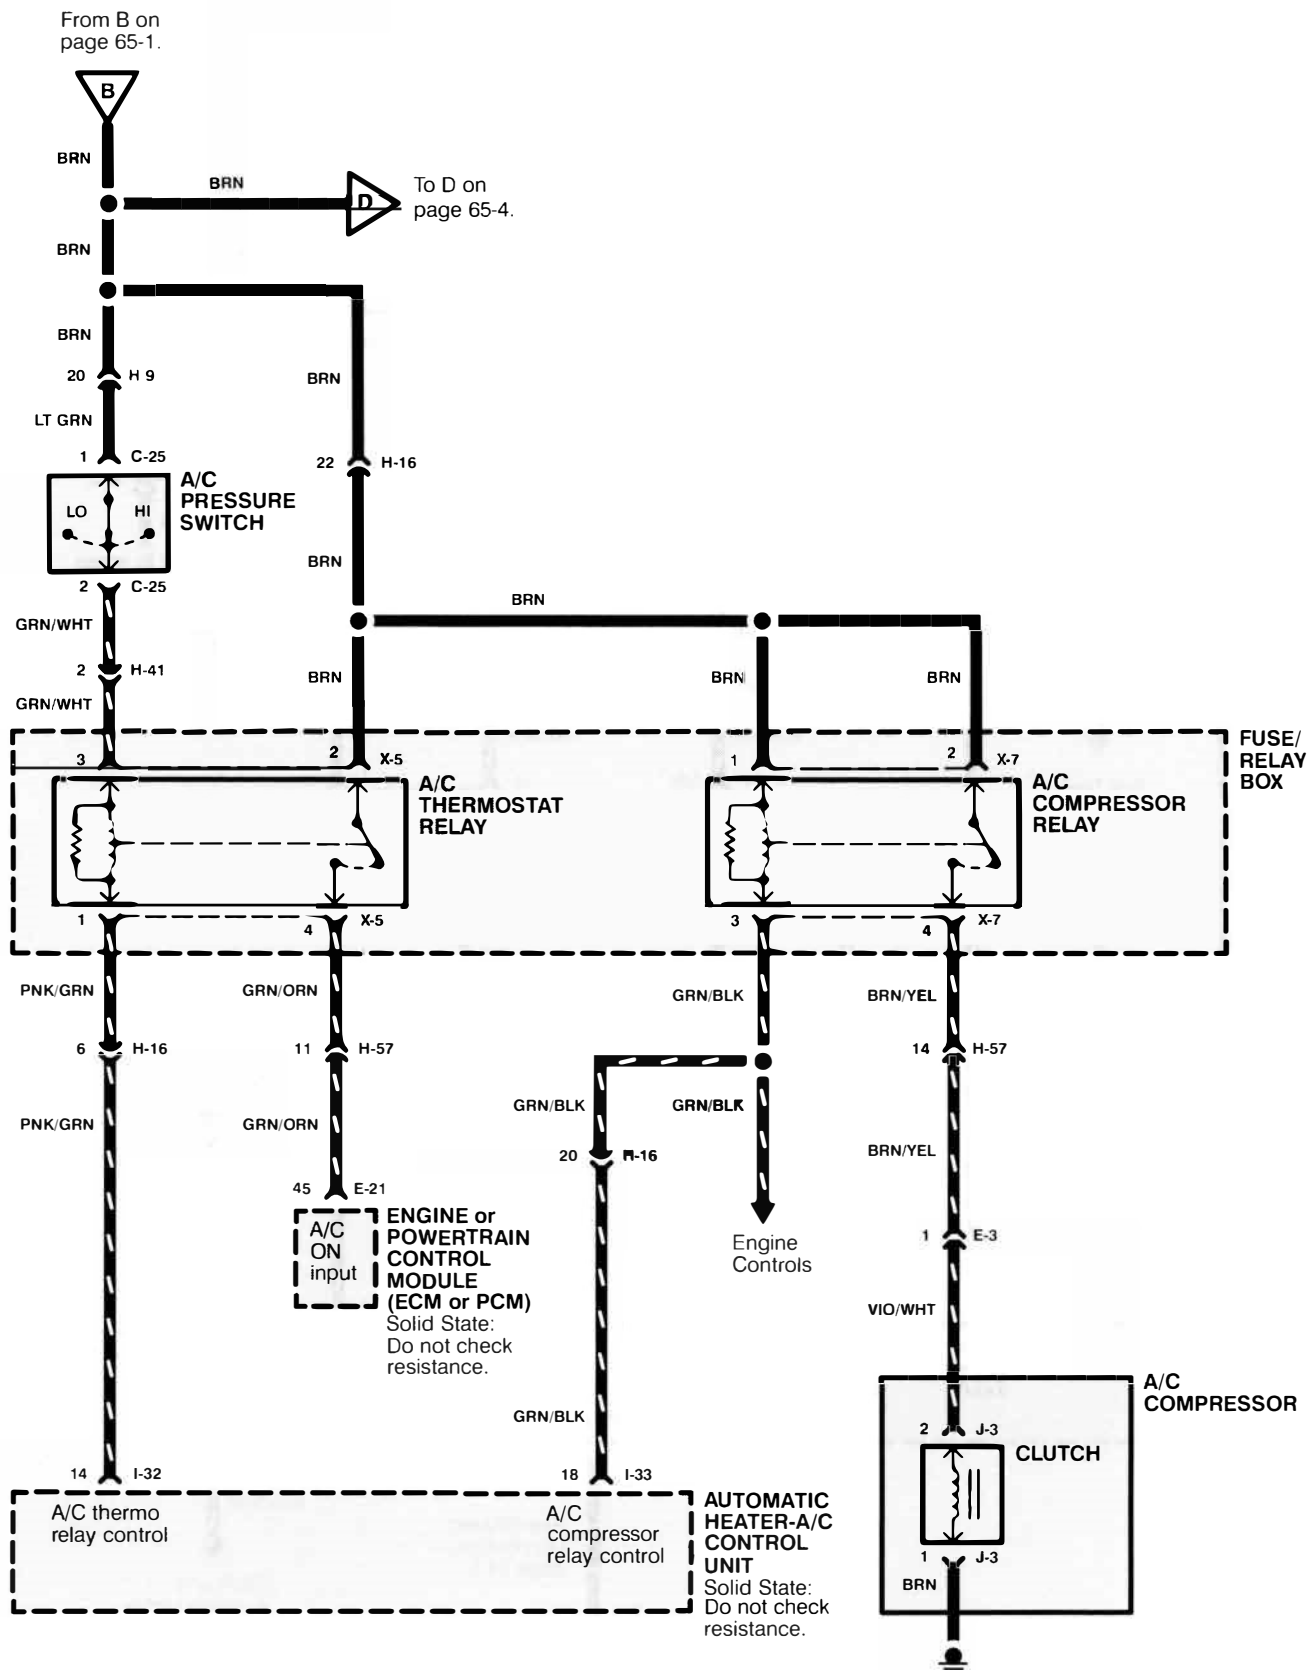 From B on
page 65-1.
B
BRN
BRN
D
To D on
page 65-4.
BRN
BRN
20 H 9
BRN
LT GRN
1 C-25
22 H-16
A/C
PRESSURE
SWITCH
LO HI
BRN
2 C-25
BRN
GRN/WHT
2 H-41
BRN
BRN
BRN
GRN/WHT
FUSE/
RELAY
BOX
3
2 X-5
1
2 X-7
A/C
THERMOSTAT
RELAY
A/C
COMPRESSOR
RELAY
1
4 X-5
3
4 X-7
PNK/GRN
GRN/ORN
GRN/BLK
BRN/YEL
6 H-16
11 H-57
14 H-57
PNK/GRN
GRN/ORN
GRN/BLK
GRN/BLK
BRN/YEL
20 H-16
45 E-21
A/C
ON
input
ENGINE or
POWERTRAIN
CONTROL
MODULE
(ECM or PCM)
Solid State:
Do not check
resistance.
Engine
Controls
1 E-3
VIO/WHT
A/C
COMPRESSOR
GRN/BLK
2 J-3
CLUTCH
14 I-32
18 I-33
A/C thermo
relay control
A/C
compressor
relay control
AUTOMATIC
HEATER-A/C
CONTROL
UNIT
Solid State:
Do not check
resistance.
1 J-3
BRN